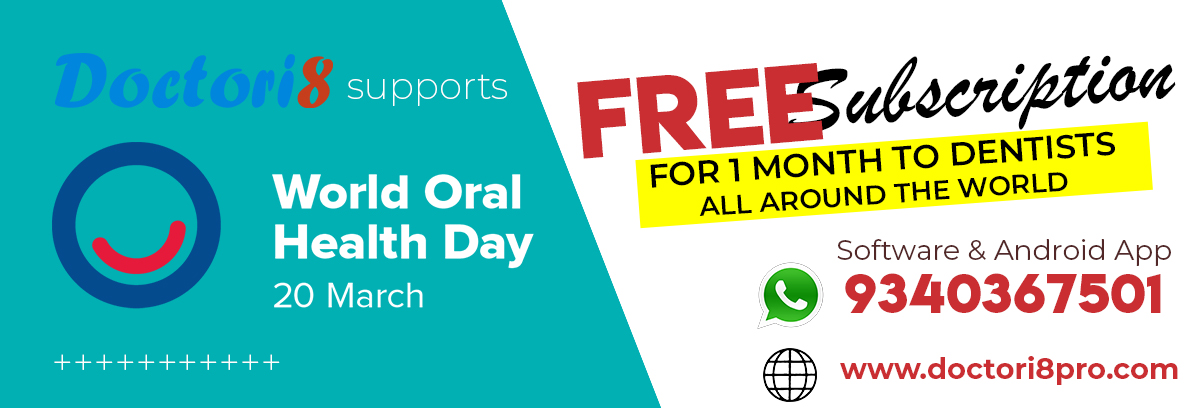 Doctori8 supports
World Oral
Health Day
20 March
+++++++++++
FREE Subscription
FOR 1 MONTH TO DENTISTS
ALL AROUND THE WORLD
Software & Android App
9340367501
www.doctori8pro.com